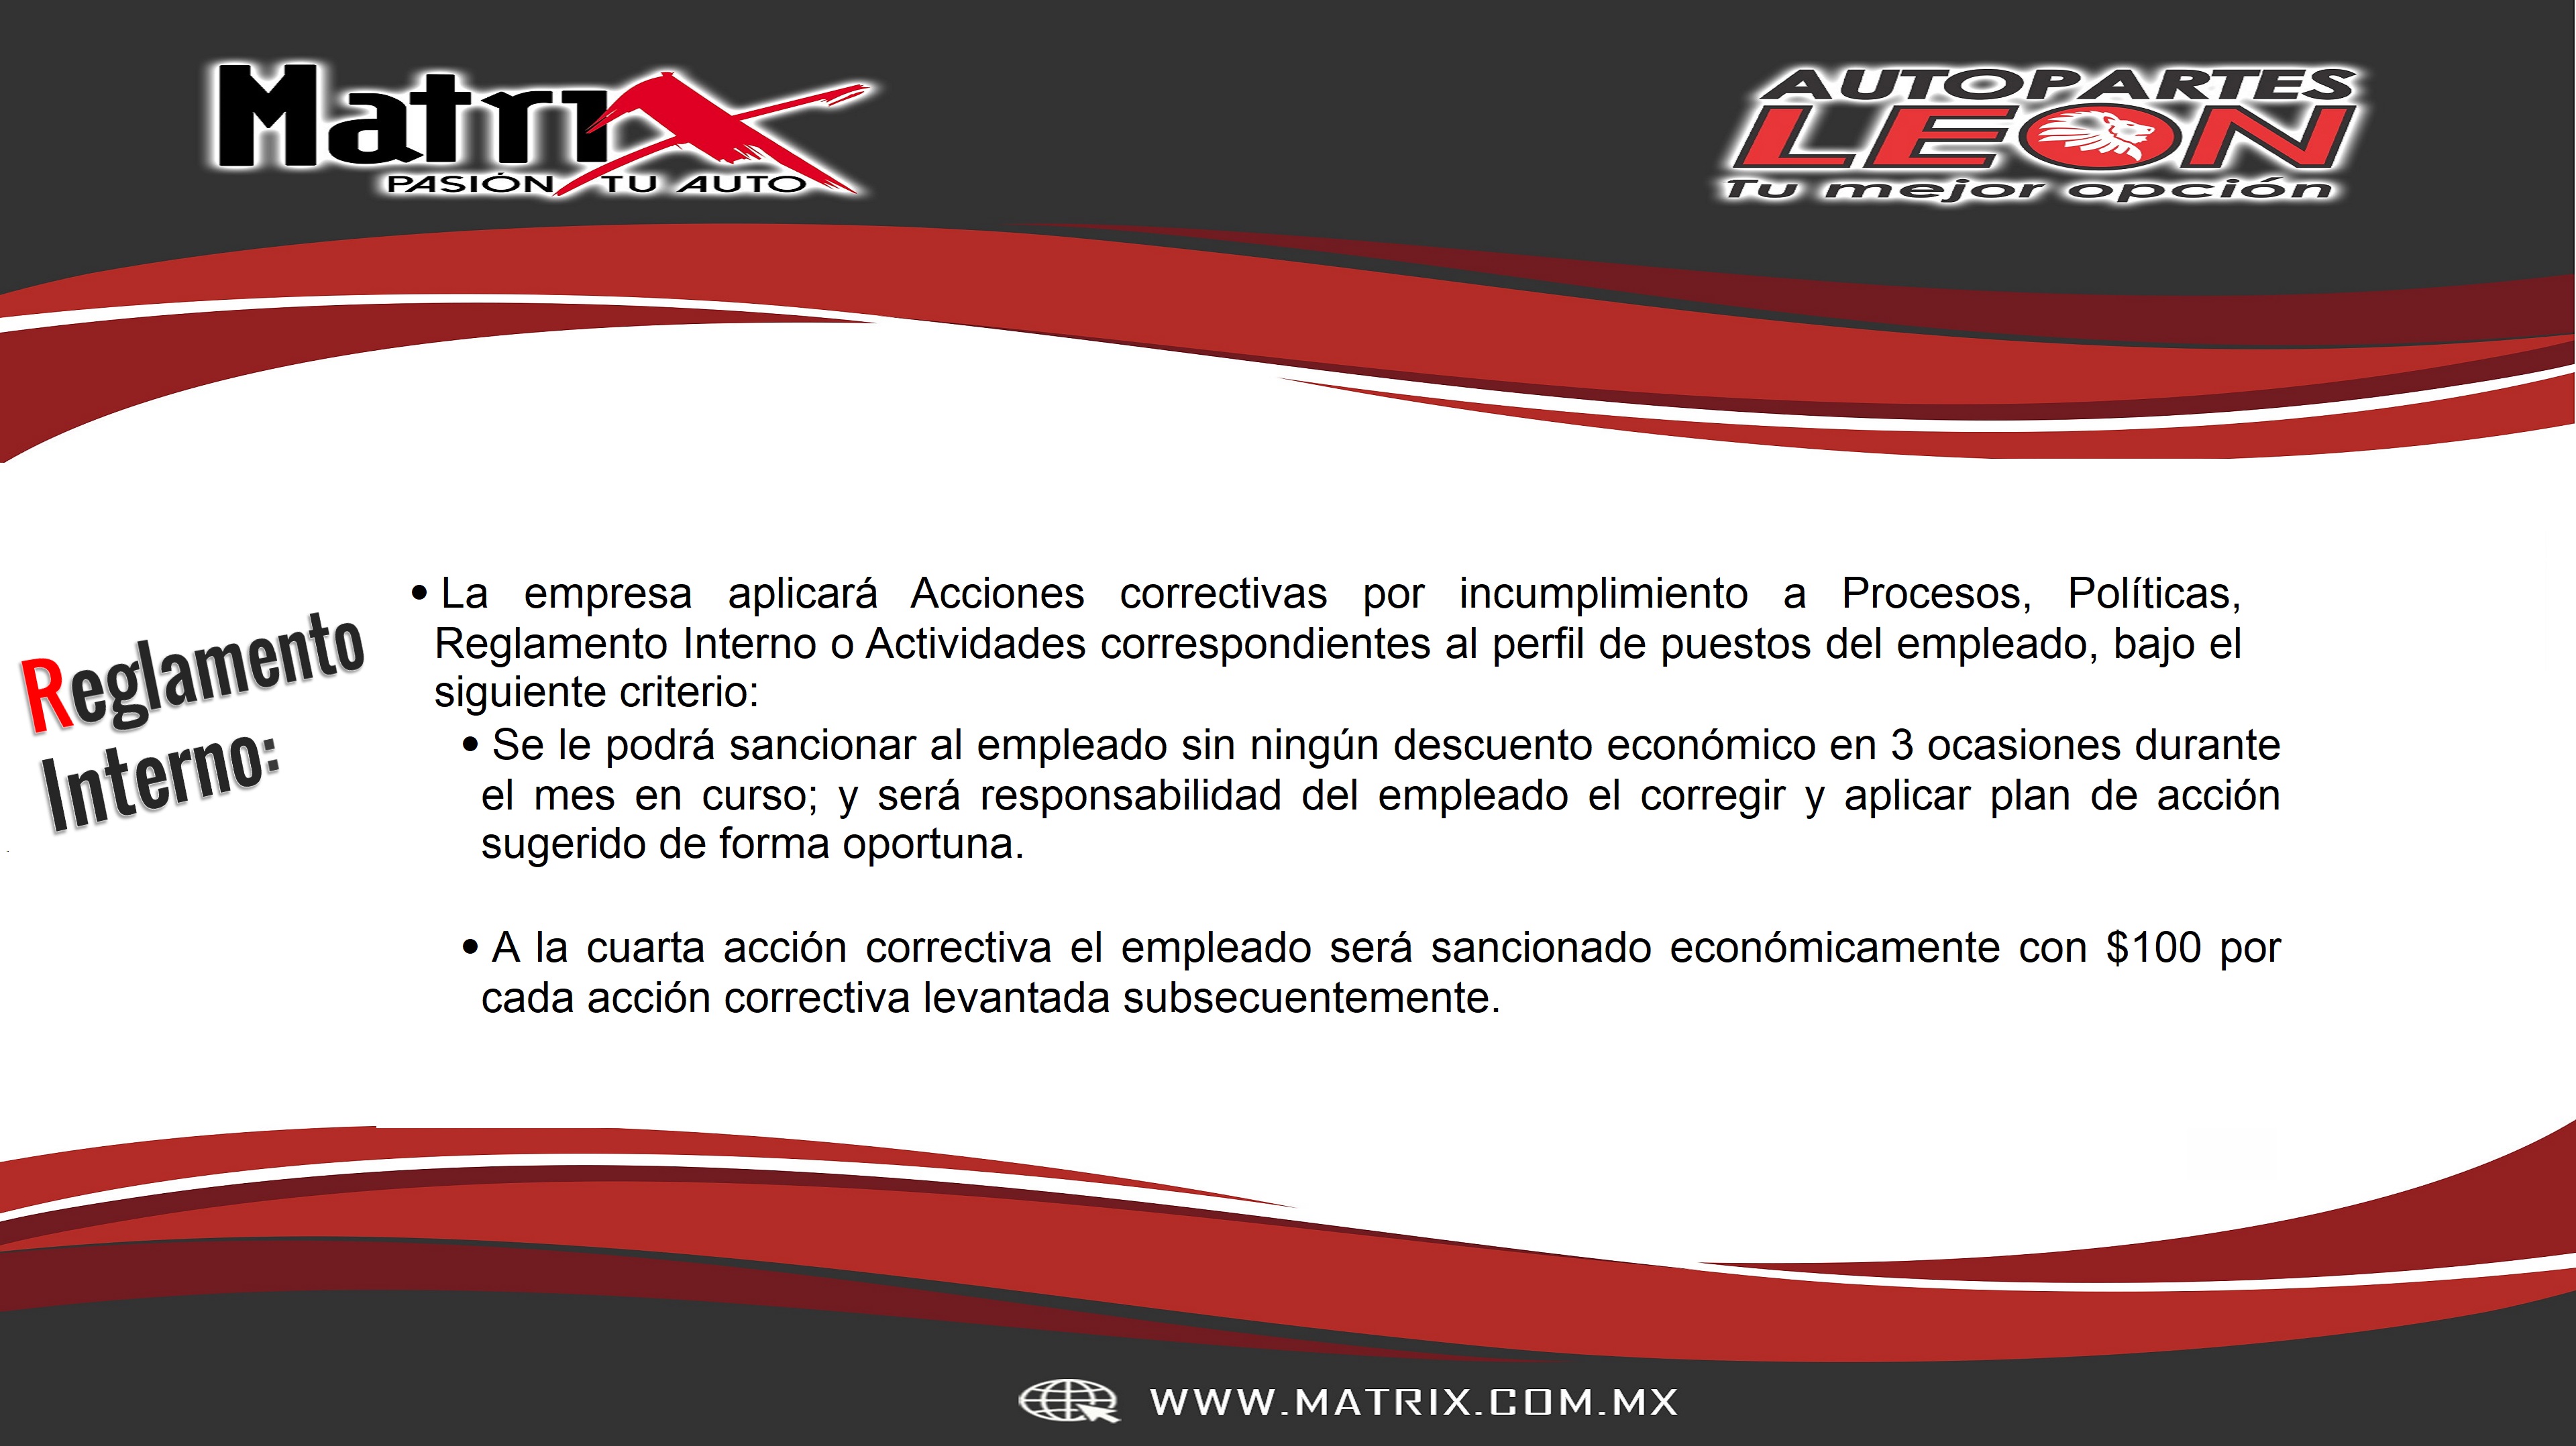 Matrix
PASIÓN X TU AUTO
AUTOPARTES
LEON
Tu mejor opción
Reglamento
Interno:
• La empresa aplicará Acciones correctivas por incumplimiento a Procesos, Políticas,
Reglamento Interno o Actividades correspondientes al perfil de puestos del empleado, bajo el
siguiente criterio:
• Se le podrá sancionar al empleado sin ningún descuento económico en 3 ocasiones durante
el mes en curso; y será responsabilidad del empleado el corregir y aplicar plan de acción
sugerido de forma oportuna.
• A la cuarta acción correctiva el empleado será sancionado económicamente con $100 por
cada acción correctiva levantada subsecuentemente.
WWW.MATRIX.COM.MX